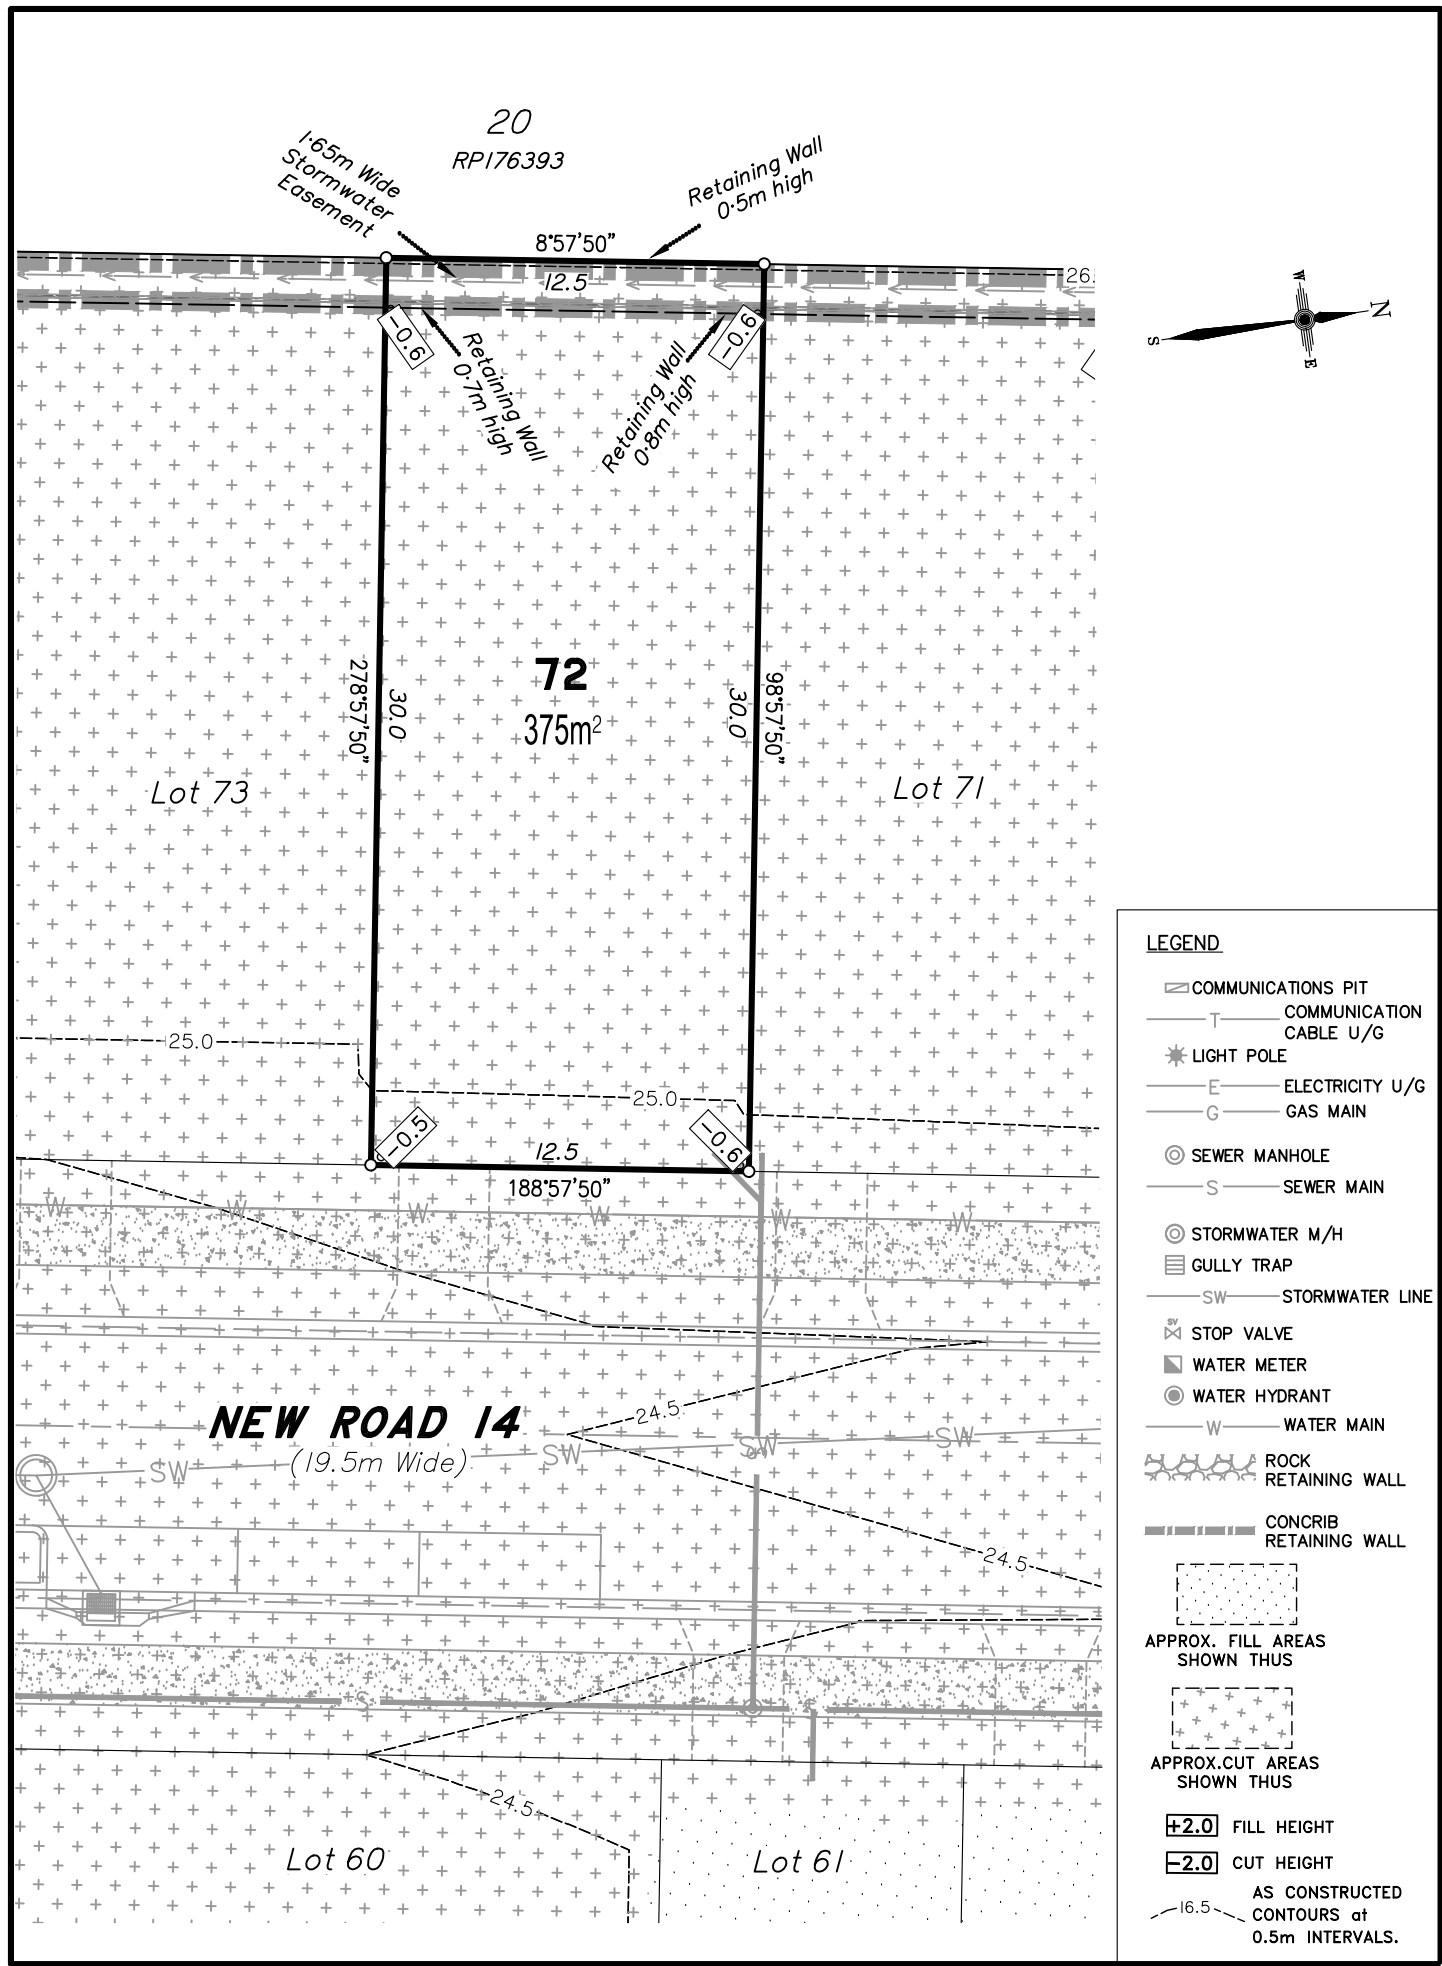 20
RP176393
1·65m Wide
Stormwater
Easement
Retaining Wall
0·5m high
8°57'50"
12.5
26.
W
N
S
E
-0.6
-0.6
Retaining Wall
0·7m high
Retaining Wall
0·8m high
72
375m²
278°57'50"
30.0
30.0
98°57'50"
Lot 73
Lot 71
25.0
25.0
-0.5
-0.6
12.5
188°57'50"
W
W
W
W
W
W
24.5
NEW ROAD 14
(19.5m Wide)
SW
SW
SW
SW
24.5
S
S
24.5
Lot 60
Lot 61
LEGEND
COMMUNICATIONS PIT
T
COMMUNICATION
CABLE U/G
LIGHT POLE
E
ELECTRICITY U/G
G
GAS MAIN
SEWER MANHOLE
S
SEWER MAIN
STORMWATER M/H
GULLY TRAP
SW
STORMWATER LINE
SV
STOP VALVE
WATER METER
WATER HYDRANT
W
WATER MAIN
ROCK
RETAINING WALL
CONCRIB
RETAINING WALL
APPROX. FILL AREAS
SHOWN THUS
APPROX.CUT AREAS
SHOWN THUS
+2.0 FILL HEIGHT
-2.0 CUT HEIGHT
16.5
AS CONSTRUCTED
CONTOURS at
0.5m INTERVALS.